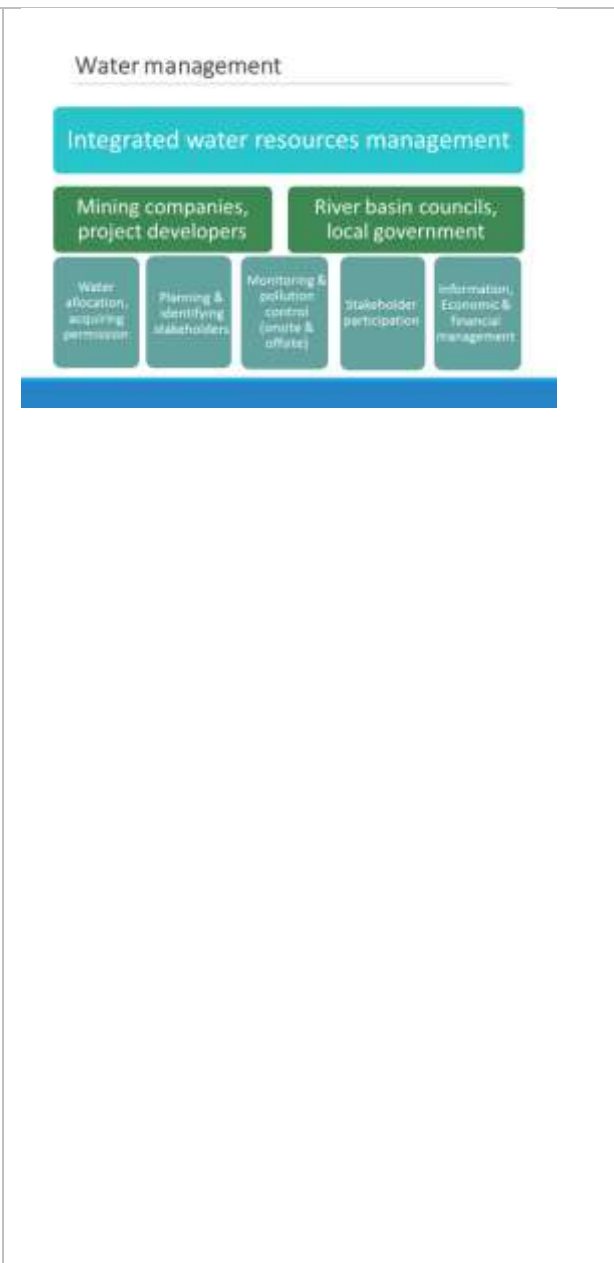 Water management
Integrated water resources management
Mining companies,
project developers
River basin councils,
local government
Water
allocation,
acquiring
permission
Planning &
identifying
stakeholders
Monitoring &
pollution
control
(onsite &
offsite)
Stakeholder
participation
Information,
Economic &
financial
management